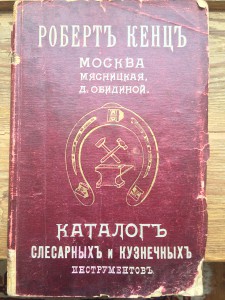 РОБЕРТЪ КЕНЦЪ
МОСКВА
МЯСНИЦКАЯ,
Д. ОБИДИНОЙ.
КАТАЛОГЪ
СЛЕСАРНЫХЪ И КУЗНЕЧНЫХЪ
ИНСТРУМЕНТОВЪ